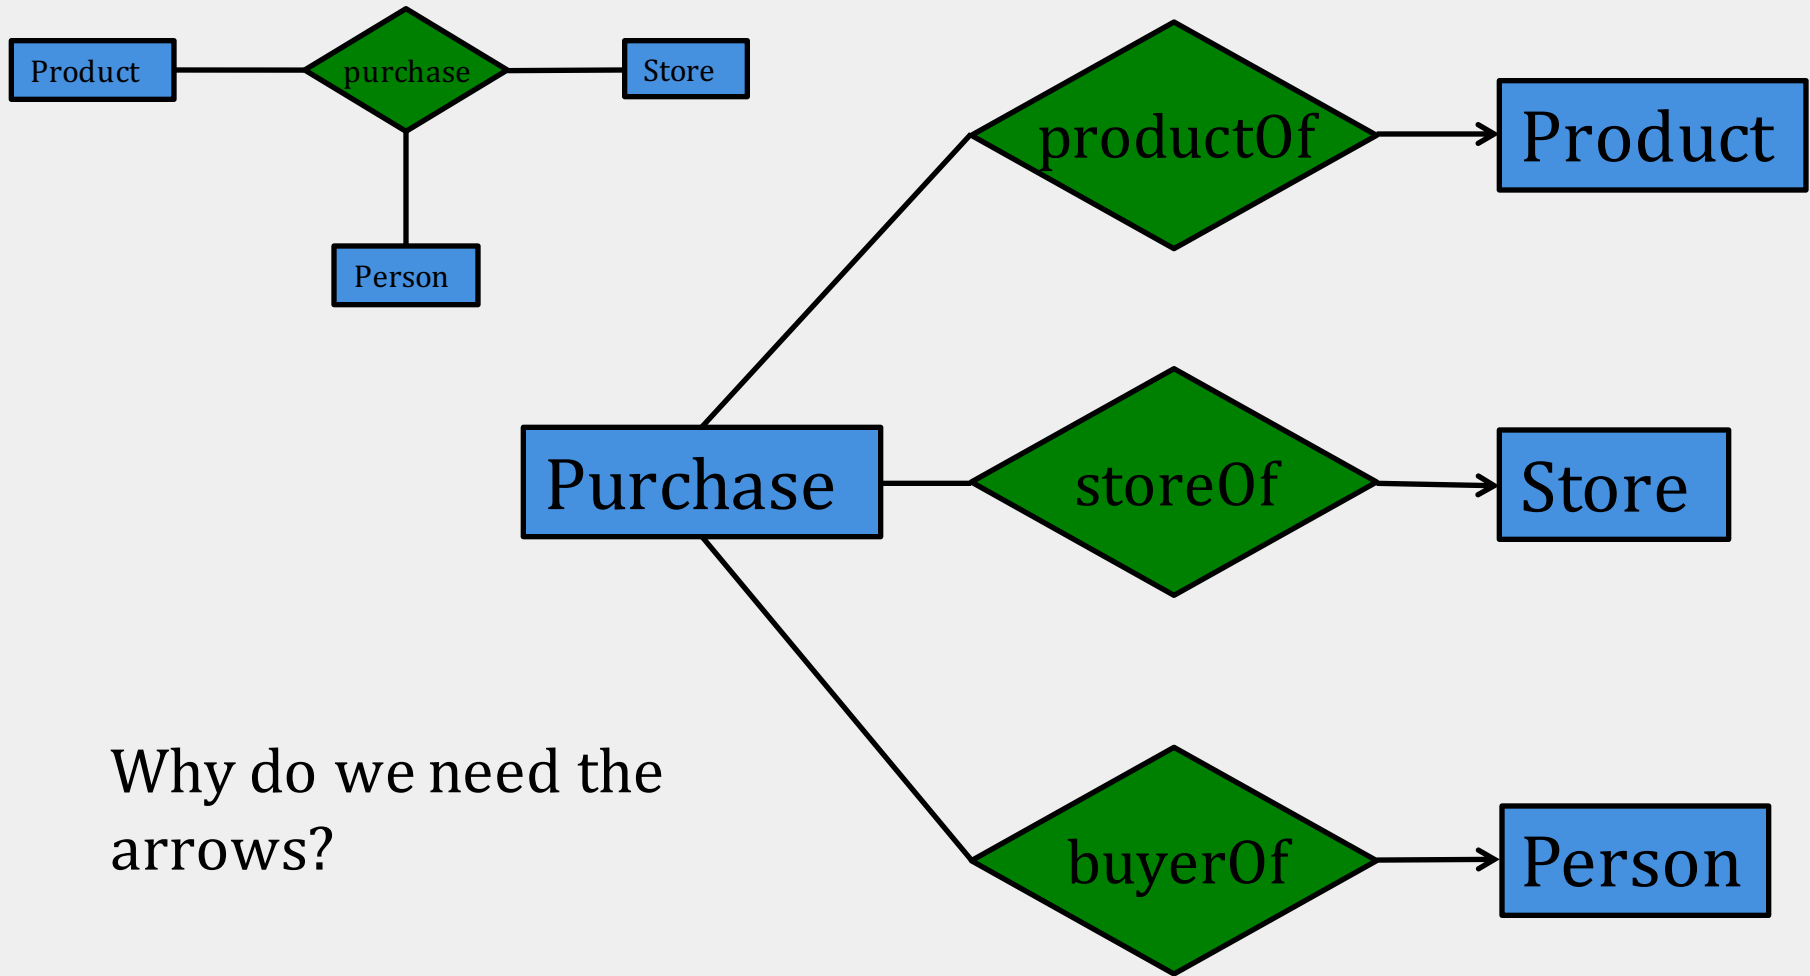 Product
purchase
Store
Person
productOf
Product
Purchase
storeOf
Store
Why do we need the
arrows?
buyerOf
Person